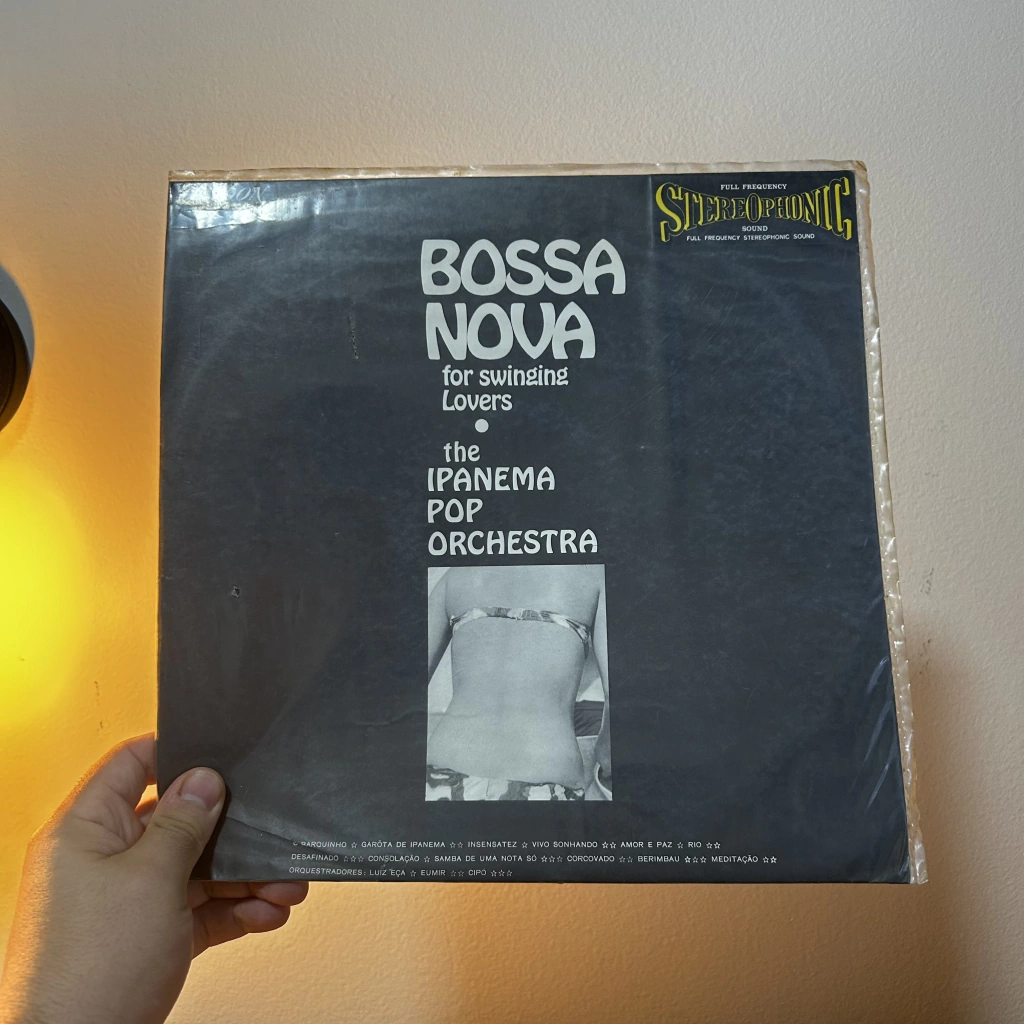 FULL FREQUENCY
STEREOPHONIC
SOUND
FULL FREQUENCY STEREOPHONIC SOUND
BOSSA
NOVA
for swinging
Lovers
the
IPANEMA
POP
ORCHESTRA
O BARQUINHO ☆ GARÔTA DE IPANEMA ☆☆ INSENSATEZ ☆ VIVO SONHANDO ☆☆ AMOR E PAZ ☆ RIO ☆☆
DESAFINADO ☆☆☆ CONSOLAÇÃO ☆ SAMBA DE UMA NOTA SÓ ☆☆☆ CORCOVADO ☆☆ BERIMBAU ☆☆☆ MEDITAÇÃO ☆☆
ORQUESTRADORES: LUIZ EÇA ☆ EUMIR ☆☆ CIPÓ ☆☆☆